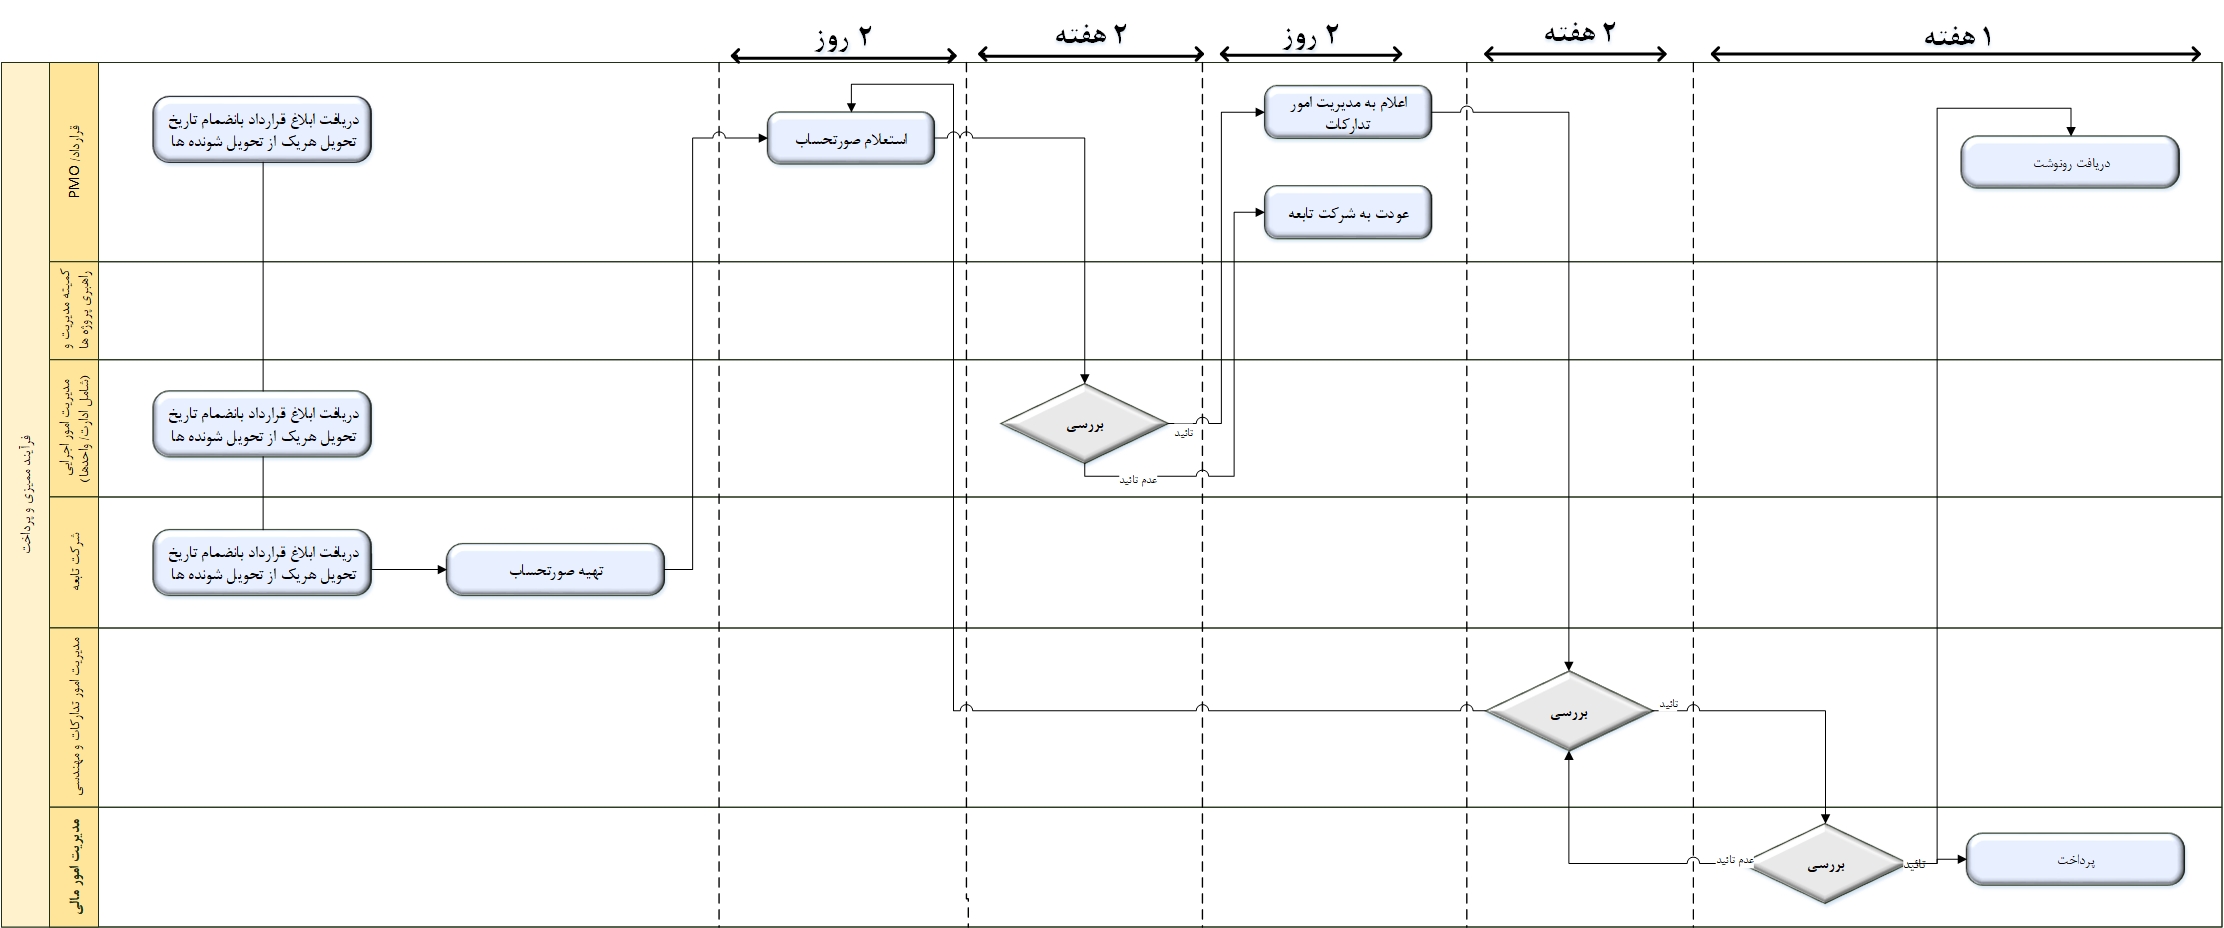 ۲ روز
۲ هفته
۲ روز
۲ هفته
۱ هفته
فرآیند ممیزی و پرداخت
قرارداد/ PMO
دریافت ابلاغ قرارداد بانضمام تاریخ
تحویل هریک از تحویل شونده ها
استعلام صورتحساب
اعلام به مدیریت امور
تدارکات
عودت به شرکت تابعه
دریافت رونوشت
کمیته مدیریت و
راهبری پروژه ها
مدیریت امور اجرایی
(شامل ادارت/ واحدها)
دریافت ابلاغ قرارداد بانضمام تاریخ
تحویل هریک از تحویل شونده ها
بررسی
تائید
عدم تائید
شرکت تابعه
دریافت ابلاغ قرارداد بانضمام تاریخ
تحویل هریک از تحویل شونده ها
تهیه صورتحساب
مدیریت امور تدارکات و مهندسی
بررسی
تائید
مدیریت امور مالی
عدم تائید
بررسی
تائید
پرداخت